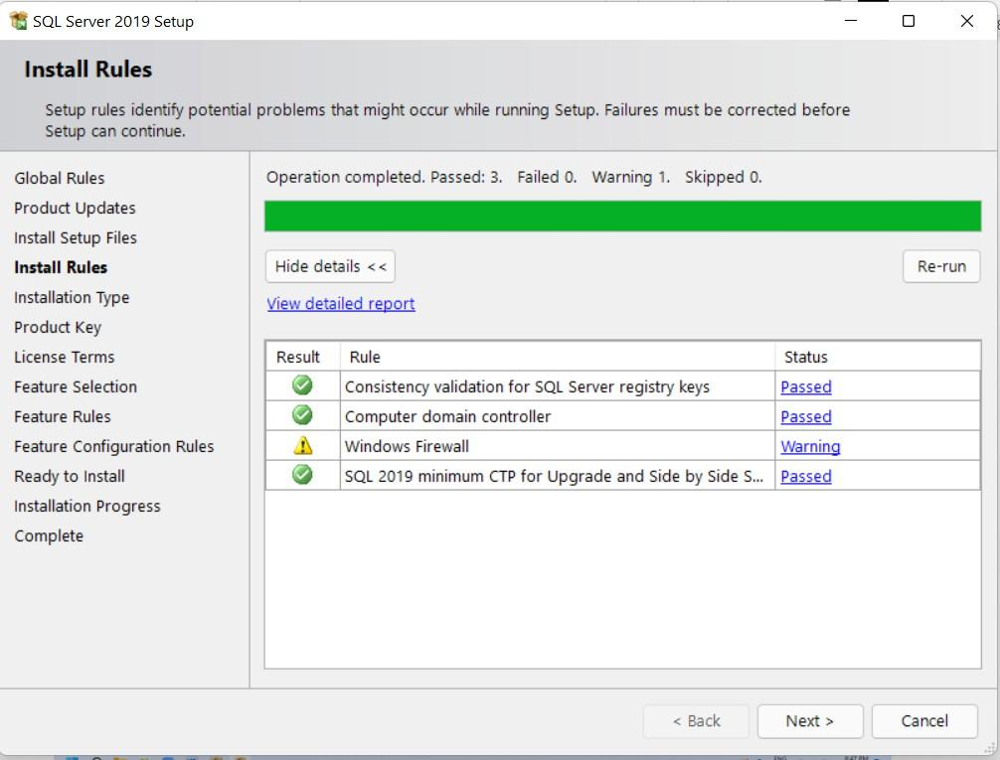 SQL Server 2019 Setup
Install Rules
Setup rules identify potential problems that might occur while running Setup. Failures must be corrected before
Setup can continue.
Global Rules
Product Updates
Install Setup Files
Install Rules
Installation Type
Product Key
License Terms
Feature Selection
Feature Rules
Feature Configuration Rules
Ready to Install
Installation Progress
Complete
Operation completed. Passed: 3.   Failed 0.   Warning 1.   Skipped 0.
Hide details <<
Re-run
View detailed report
Result Rule Status
Consistency validation for SQL Server registry keys Passed
Computer domain controller Passed
Windows Firewall Warning
SQL 2019 minimum CTP for Upgrade and Side by Side S... Passed
< Back Next > Cancel